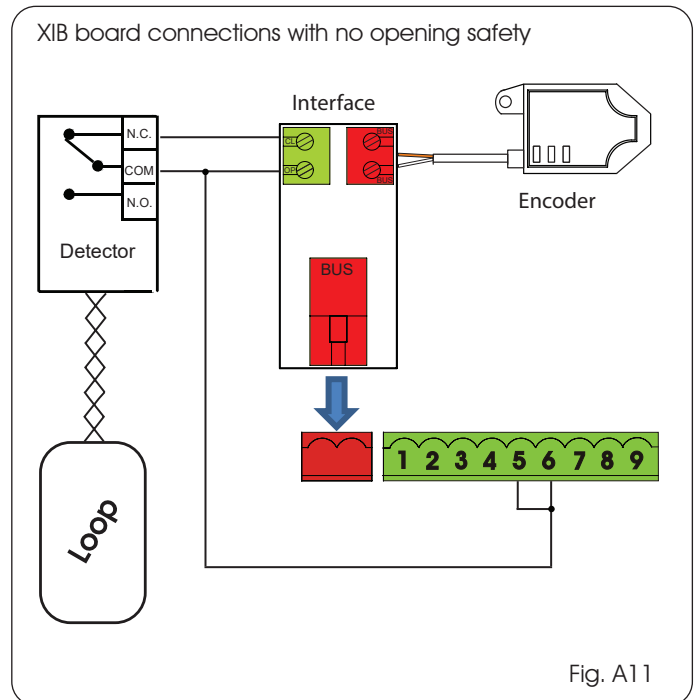 XIB board connections with no opening safety
Interface
N.C.
COM
N.O.
Detector
CL
OP
BUS
BUS
Encoder
BUS
1 2 3 4 5 6 7 8 9
Loop
Fig. A11